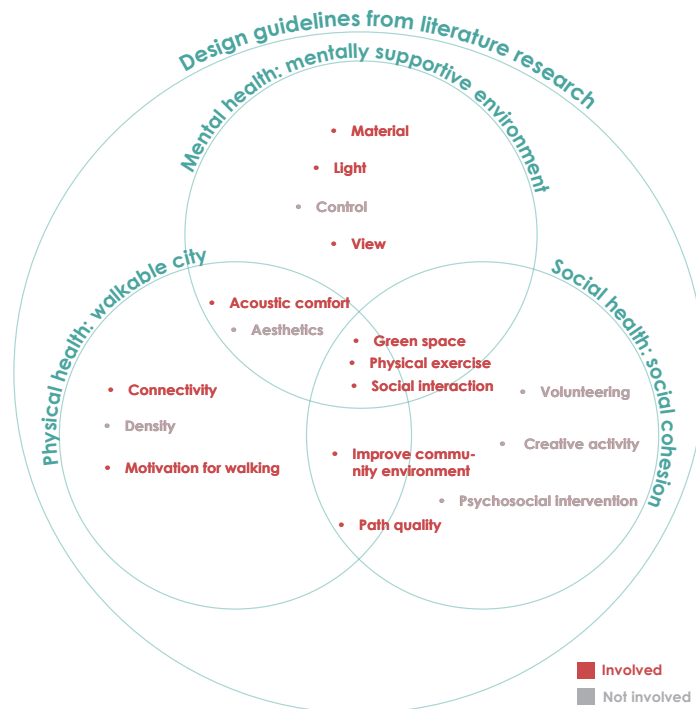 Design guidelines from literature research
Mental health: mentally supportive environment
• Material
• Light
• Control
• View
Physical health: walkable city
Social health: social cohesion
• Acoustic comfort
• Aesthetics
• Green space
• Physical exercise
• Social interaction
• Connectivity
• Density
• Motivation for walking
• Volunteering
• Creative activity
• Psychosocial intervention
• Improve commu-
nity environment
• Path quality
Involved
Not involved